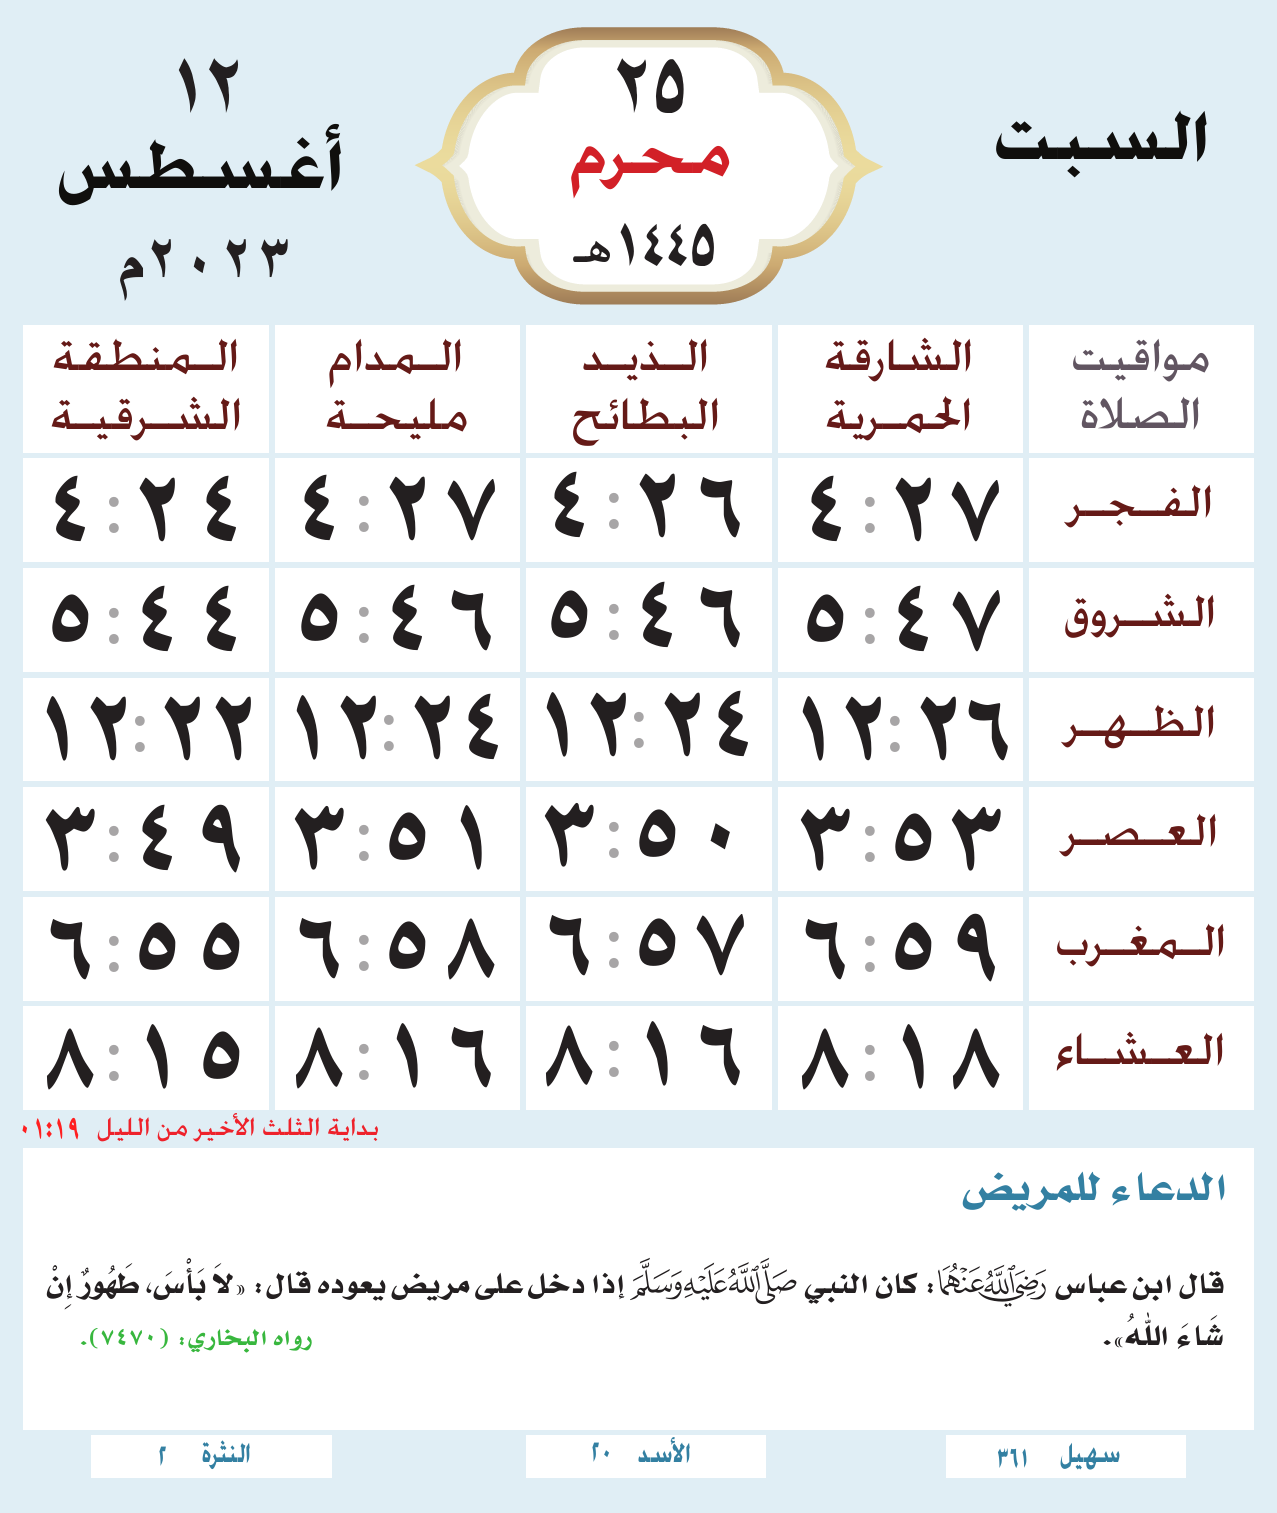 السبت
٢٥
محرم
١٤٤٥هـ
١٢
أغسطس
٢٠٢٣م
مواقيت الصلاة
الشارقة الحمرية
الذيد البطائح
المدام مليحة
المنطقة الشرقية
الفجر ٤:٢٧ ٤:٢٦ ٤:٢٧ ٤:٢٤
الشروق ٥:٤٧ ٥:٤٦ ٥:٤٦ ٥:٤٤
الظهر ١٢:٢٦ ١٢:٢٤ ١٢:٢٤ ١٢:٢٢
العصر ٣:٥٣ ٣:٥٠ ٣:٥١ ٣:٤٩
المغرب ٦:٥٩ ٦:٥٧ ٦:٥٨ ٦:٥٥
العشاء ٨:١٨ ٨:١٦ ٨:١٦ ٨:١٥
بداية الثلث الأخير من الليل ٠١:١٩
الدعاء للمريض
قال ابن عباس رَضِيَ اللَّهُ عَنْهُمَا: كان النبي صَلَّى اللَّهُ عَلَيْهِ وَسَلَّمَ إذا دخل على مريض يعوده قال: «لاَ بَأْسَ، طَهُورٌ إِنْ
شَاءَ اللهُ». رواه البخاري: (٧٤٧٠).
سهيل ٣٦١
الأسد ٢٠
النثرة ٢